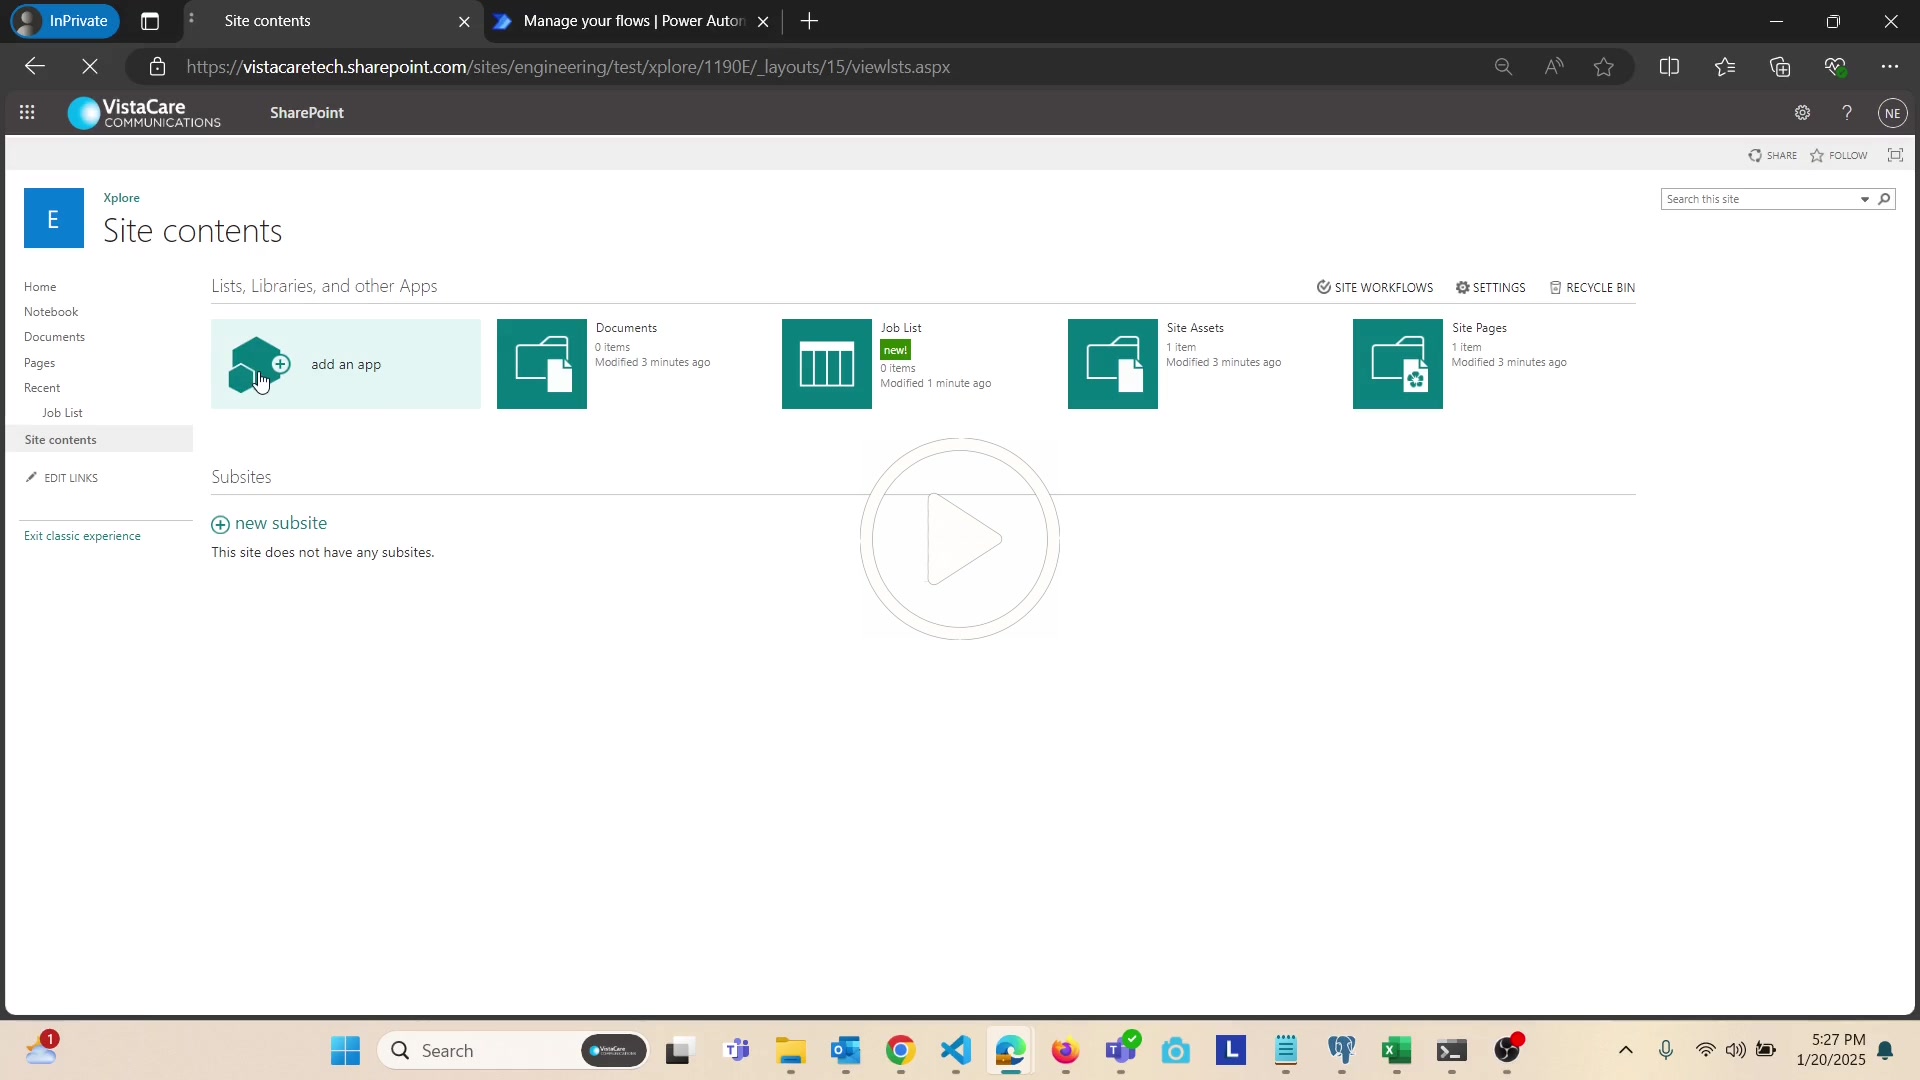 InPrivate
Site contents
Manage your flows | Power Autom
https://vistacaretech.sharepoint.com/sites/engineering/test/xplore/1190E/_layouts/15/viewlsts.aspx
VistaCare
COMMUNICATIONS
SharePoint
NE
SHARE
FOLLOW
E
Xplore
Site contents
Search this site
Home
Notebook
Documents
Pages
Recent
Job List
Site contents
EDIT LINKS
Exit classic experience
Lists, Libraries, and other Apps
SITE WORKFLOWS
SETTINGS
RECYCLE BIN
add an app
Documents
0 items
Modified 3 minutes ago
Job List
new!
0 items
Modified 1 minute ago
Site Assets
1 item
Modified 3 minutes ago
Site Pages
1 item
Modified 3 minutes ago
Subsites
new subsite
This site does not have any subsites.
1
Search
VistaCare
L
5:27 PM
1/20/2025